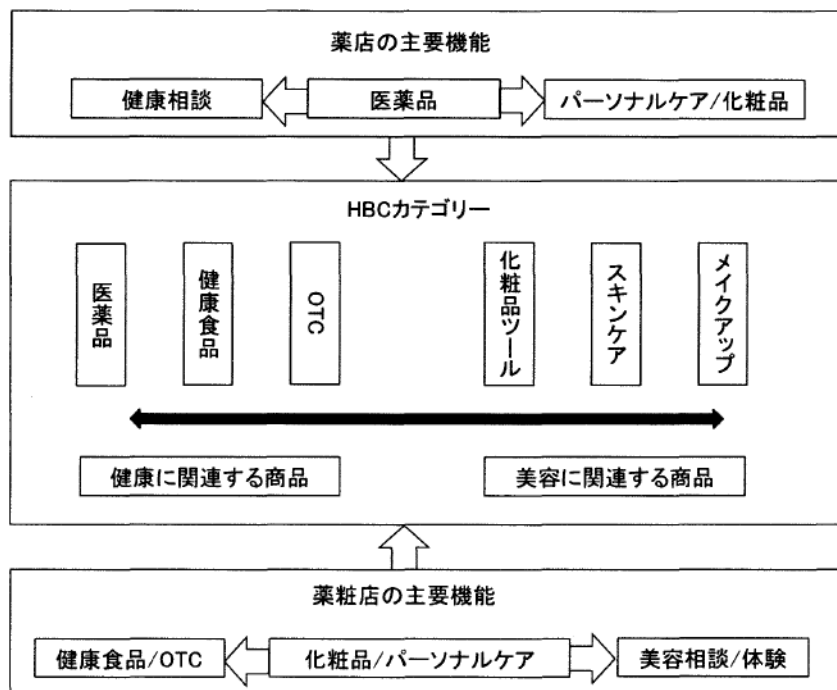 薬店の主要機能
健康相談
医薬品
パーソナルケア/化粧品
HBCカテゴリー
医薬品
健康食品
OTC
化粧品ツール
スキンケア
メイクアップ
健康に関連する商品
美容に関連する商品
薬粧店の主要機能
健康食品/OTC
化粧品/パーソナルケア
美容相談/体験